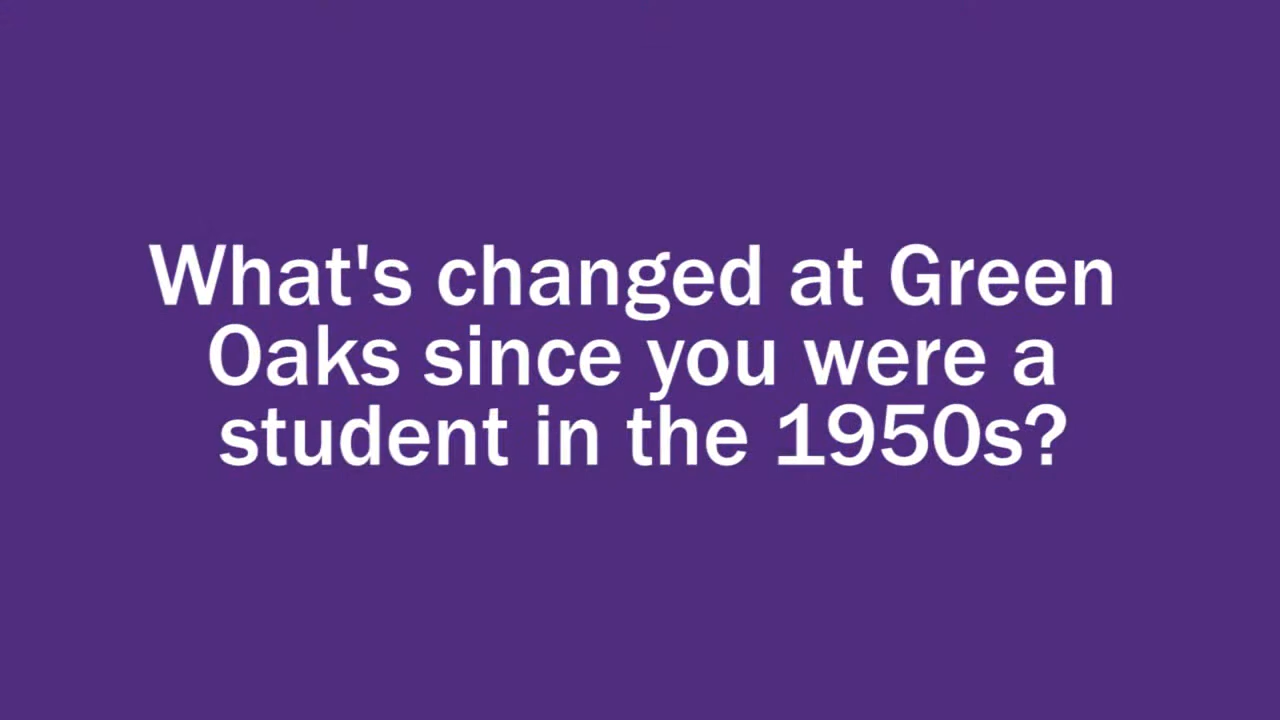 What's changed at Green
Oaks since you were a
student in the 1950s?